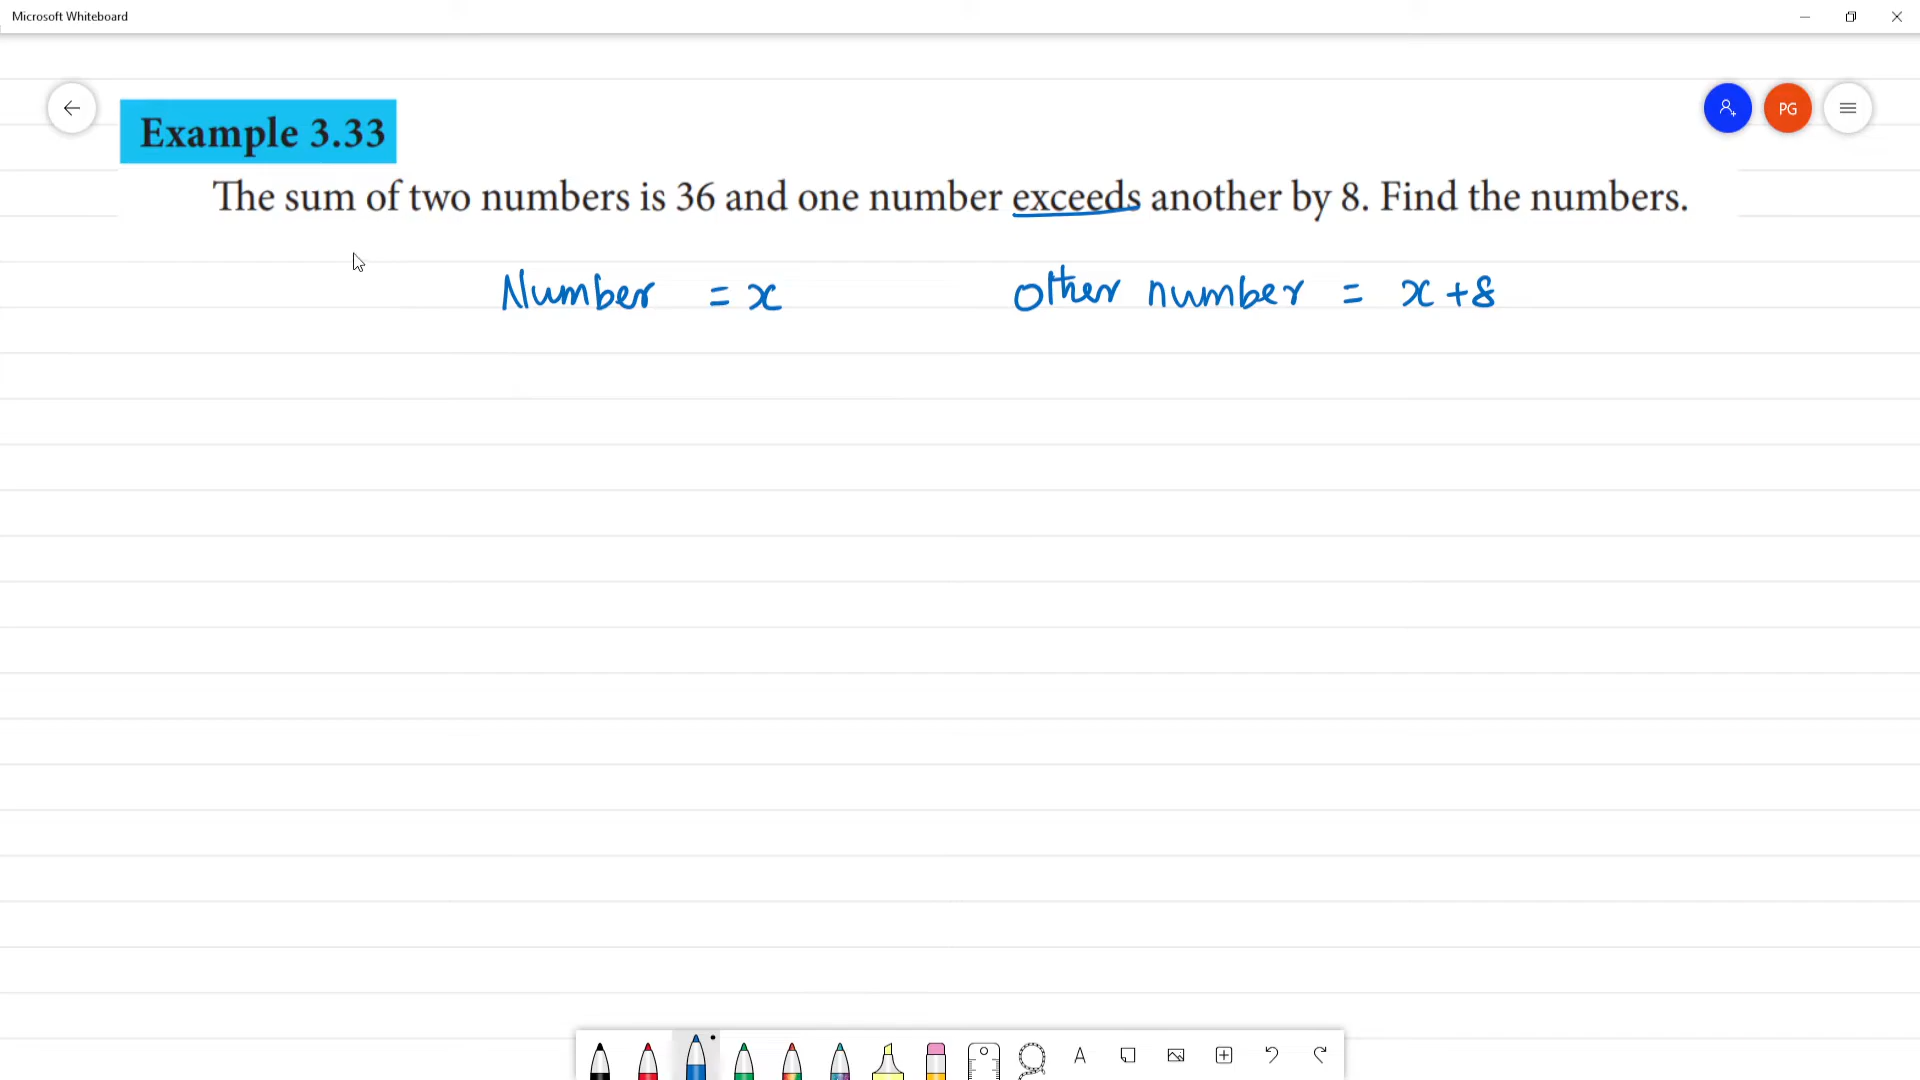 Microsoft Whiteboard
PG
Example 3.33
The sum of two numbers is 36 and one number exceeds another by 8. Find the numbers.
Number = x Other number = x + 8
A